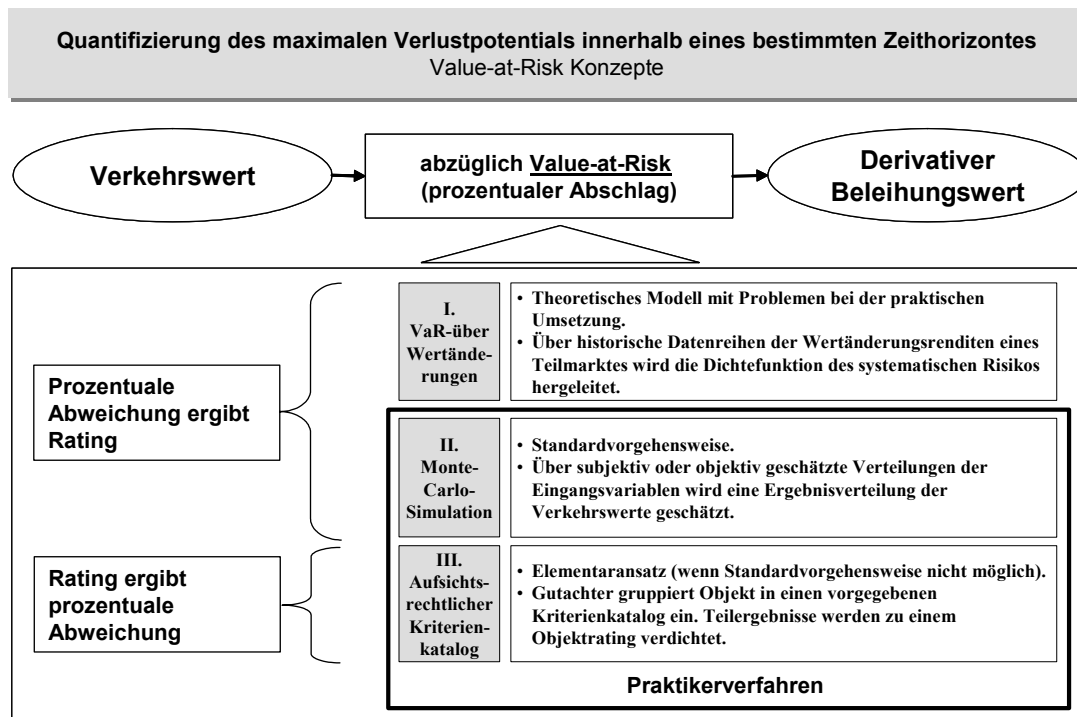 Quantifizierung des maximalen Verlustpotentials innerhalb eines bestimmten Zeithorizontes
Value-at-Risk Konzepte
Verkehrswert
abzüglich Value-at-Risk
(prozentualer Abschlag)
Derivativer
Beleihungswert
Prozentuale
Abweichung ergibt
Rating
I.
VaR-über
Wertände-
rungen
• Theoretisches Modell mit Problemen bei der praktischen
Umsetzung.
• Über historische Datenreihen der Wertänderungsrenditen eines
Teilmarktes wird die Dichtefunktion des systematischen Risikos
hergeleitet.
II.
Monte-
Carlo-
Simulation
• Standardvorgehensweise.
• Über subjektiv oder objektiv geschätzte Verteilungen der
Eingangsvariablen wird eine Ergebnisverteilung der
Verkehrswerte geschätzt.
Rating ergibt
prozentuale
Abweichung
III.
Aufsichts-
rechtlicher
Kriterien-
katalog
• Elementaransatz (wenn Standardvorgehensweise nicht möglich).
• Gutachter gruppiert Objekt in einen vorgegebenen
Kriterienkatalog ein. Teilergebnisse werden zu einem
Objektrating verdichtet.
Praktikerverfahren